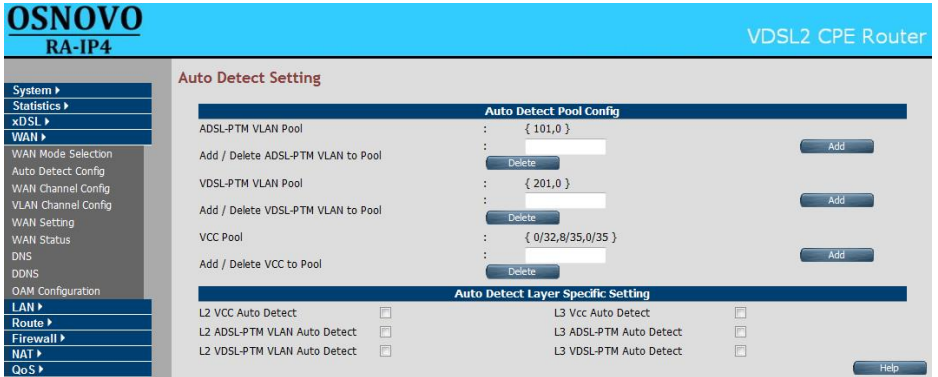 OSNOVO
RA-IP4
VDSL2 CPE Router
System
Statistics
xDSL
WAN
WAN Mode Selection
Auto Detect Config
WAN Channel Config
VLAN Channel Config
WAN Setting
WAN Status
DNS
DDNS
OAM Configuration
LAN
Route
Firewall
NAT
QoS
Auto Detect Setting
Auto Detect Pool Config
ADSL-PTM VLAN Pool : { 101,0 }
Add / Delete ADSL-PTM VLAN to Pool : Add
Delete
VDSL-PTM VLAN Pool : { 201,0 }
Add / Delete VDSL-PTM VLAN to Pool : Add
Delete
VCC Pool : { 0/32,8/35,0/35 }
Add / Delete VCC to Pool : Add
Delete
Auto Detect Layer Specific Setting
L2 VCC Auto Detect L3 Vcc Auto Detect
L2 ADSL-PTM VLAN Auto Detect L3 ADSL-PTM Auto Detect
L2 VDSL-PTM VLAN Auto Detect L3 VDSL-PTM Auto Detect
Help